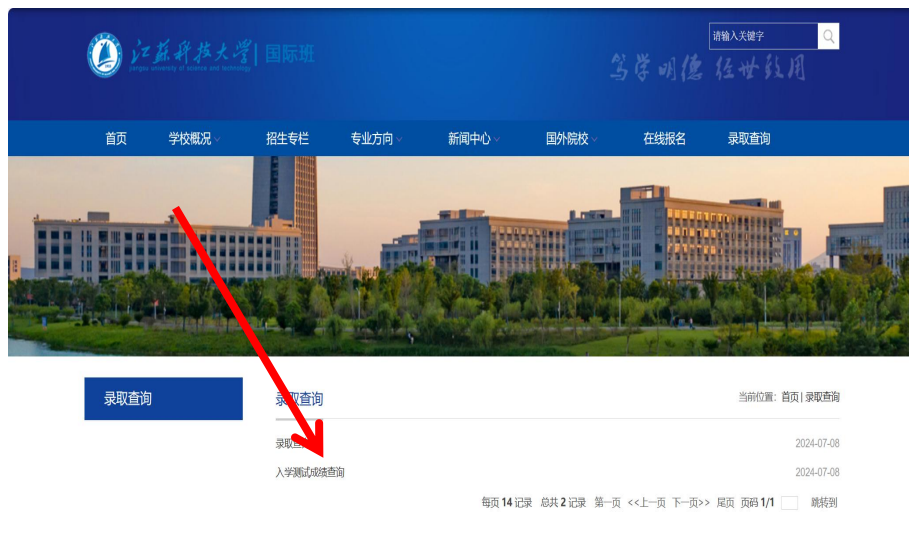 江苏科技大学 | 国际班
jiangsu university of science and technology
请输入关键字
笃学明德 经世致用
首页 学校概况 招生专栏 专业方向 新闻中心 国外院校 在线报名 录取查询
录取查询
录取查询
当前位置: 首页 | 录取查询
录取查 2024-07-08
入学测试成绩查询 2024-07-08
每页 14 记录 总共 2 记录 第一页 <<上一页 下一页>> 尾页 页码 1/1 跳转到